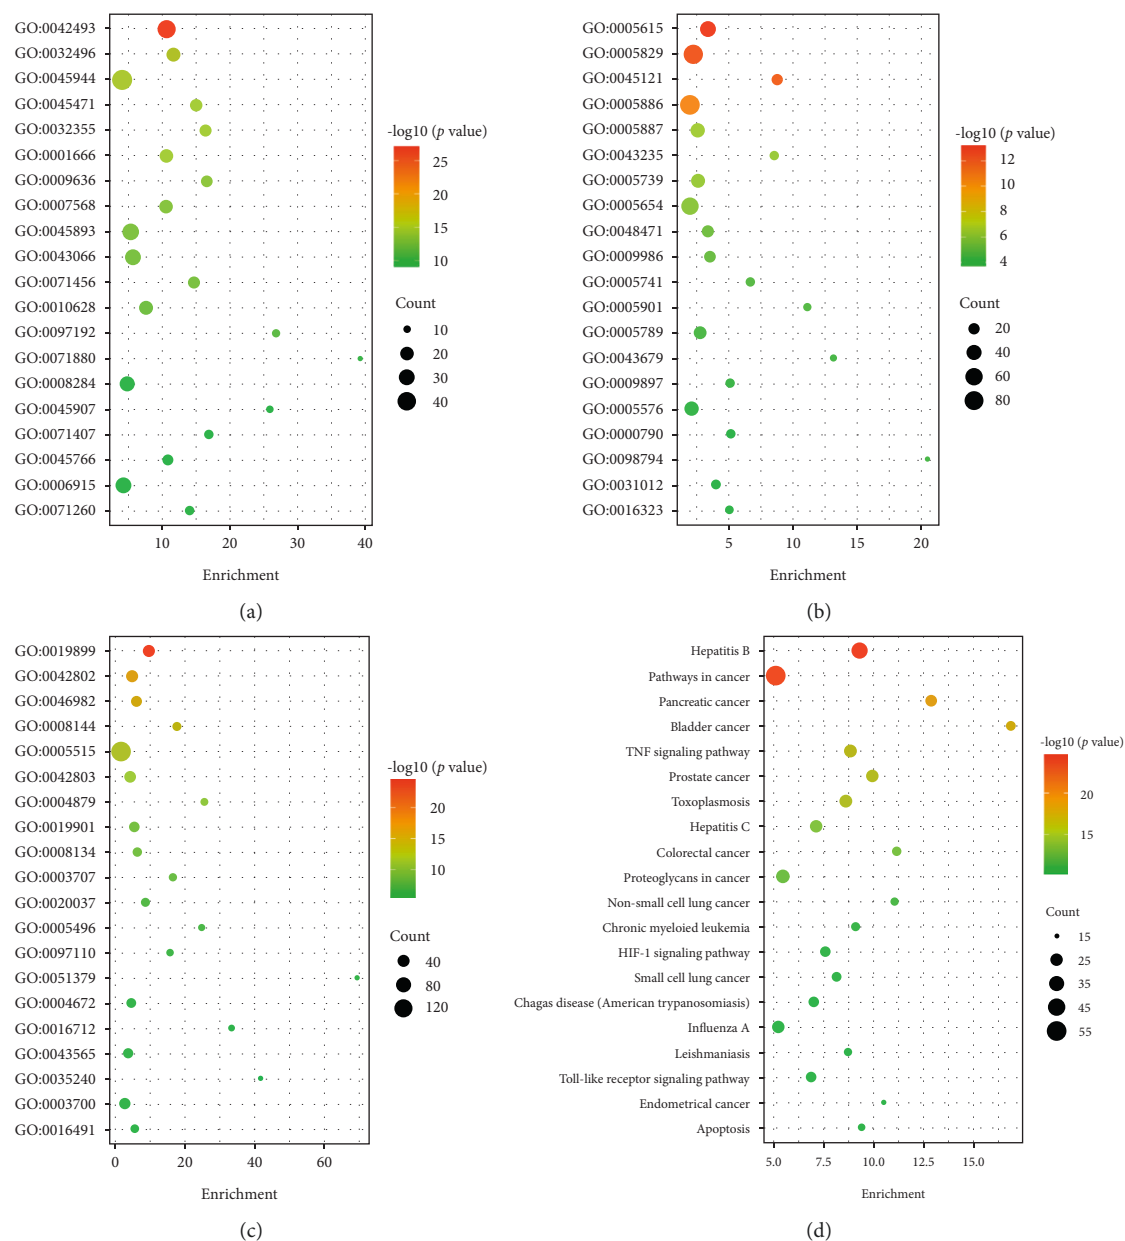 GO:0042493
GO:0032496
GO:0045944
GO:0045471
GO:0032355
GO:0001666
GO:0009636
GO:0007568
GO:0045893
GO:0043066
GO:0071456
GO:0010628
GO:0097192
GO:0071880
GO:0008284
GO:0045907
GO:0071407
GO:0045766
GO:0006915
GO:0071260
10 20 30 40
Enrichment
-log10 (p value)
25
20
15
10
Count
10
20
30
40
(a)
GO:0005615
GO:0005829
GO:0045121
GO:0005886
GO:0005887
GO:0043235
GO:0005739
GO:0005654
GO:0048471
GO:0009986
GO:0005741
GO:0005901
GO:0005789
GO:0043679
GO:0009897
GO:0005576
GO:0000790
GO:0098794
GO:0031012
GO:0016323
5 10 15 20
Enrichment
-log10 (p value)
12
10
8
6
4
Count
20
40
60
80
(b)
GO:0019899
GO:0042802
GO:0046982
GO:0008144
GO:0005515
GO:0042803
GO:0004879
GO:0019901
GO:0008134
GO:0003707
GO:0020037
GO:0005496
GO:0097110
GO:0051379
GO:0004672
GO:0016712
GO:0043565
GO:0035240
GO:0003700
GO:0016491
0 20 40 60
Enrichment
-log10 (p value)
20
15
10
Count
40
80
120
(c)
Hepatitis B
Pathways in cancer
Pancreatic cancer
Bladder cancer
TNF signaling pathway
Prostate cancer
Toxoplasmosis
Hepatitis C
Colorectal cancer
Proteoglycans in cancer
Non-small cell lung cancer
Chronic myeloied leukemia
HIF-1 signaling pathway
Small cell lung cancer
Chagas disease (American trypanosomiasis)
Influenza A
Leishmaniasis
Toll-like receptor signaling pathway
Endometrical cancer
Apoptosis
5.0 7.5 10.0 12.5 15.0
Enrichment
-log10 (p value)
20
15
Count
15
25
35
45
55
(d)